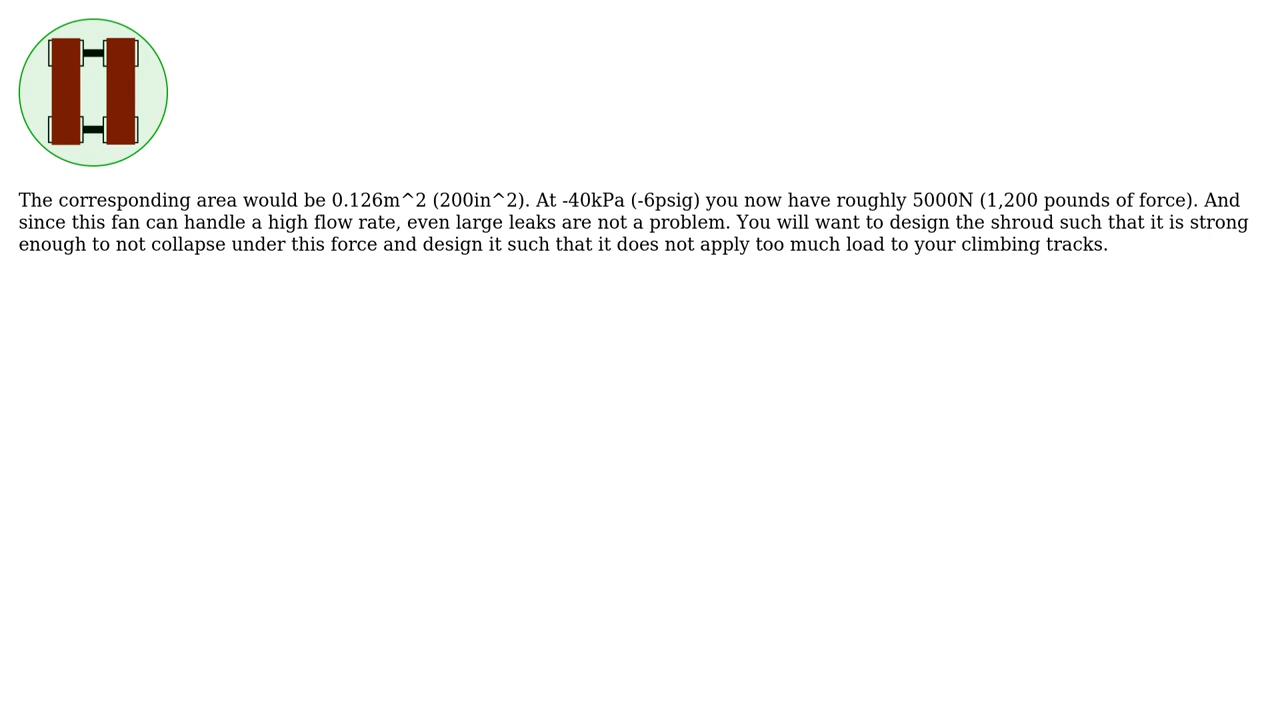 The corresponding area would be 0.126m^2 (200in^2). At -40kPa (-6psig) you now have roughly 5000N (1,200 pounds of force). And
since this fan can handle a high flow rate, even large leaks are not a problem. You will want to design the shroud such that it is strong
enough to not collapse under this force and design it such that it does not apply too much load to your climbing tracks.